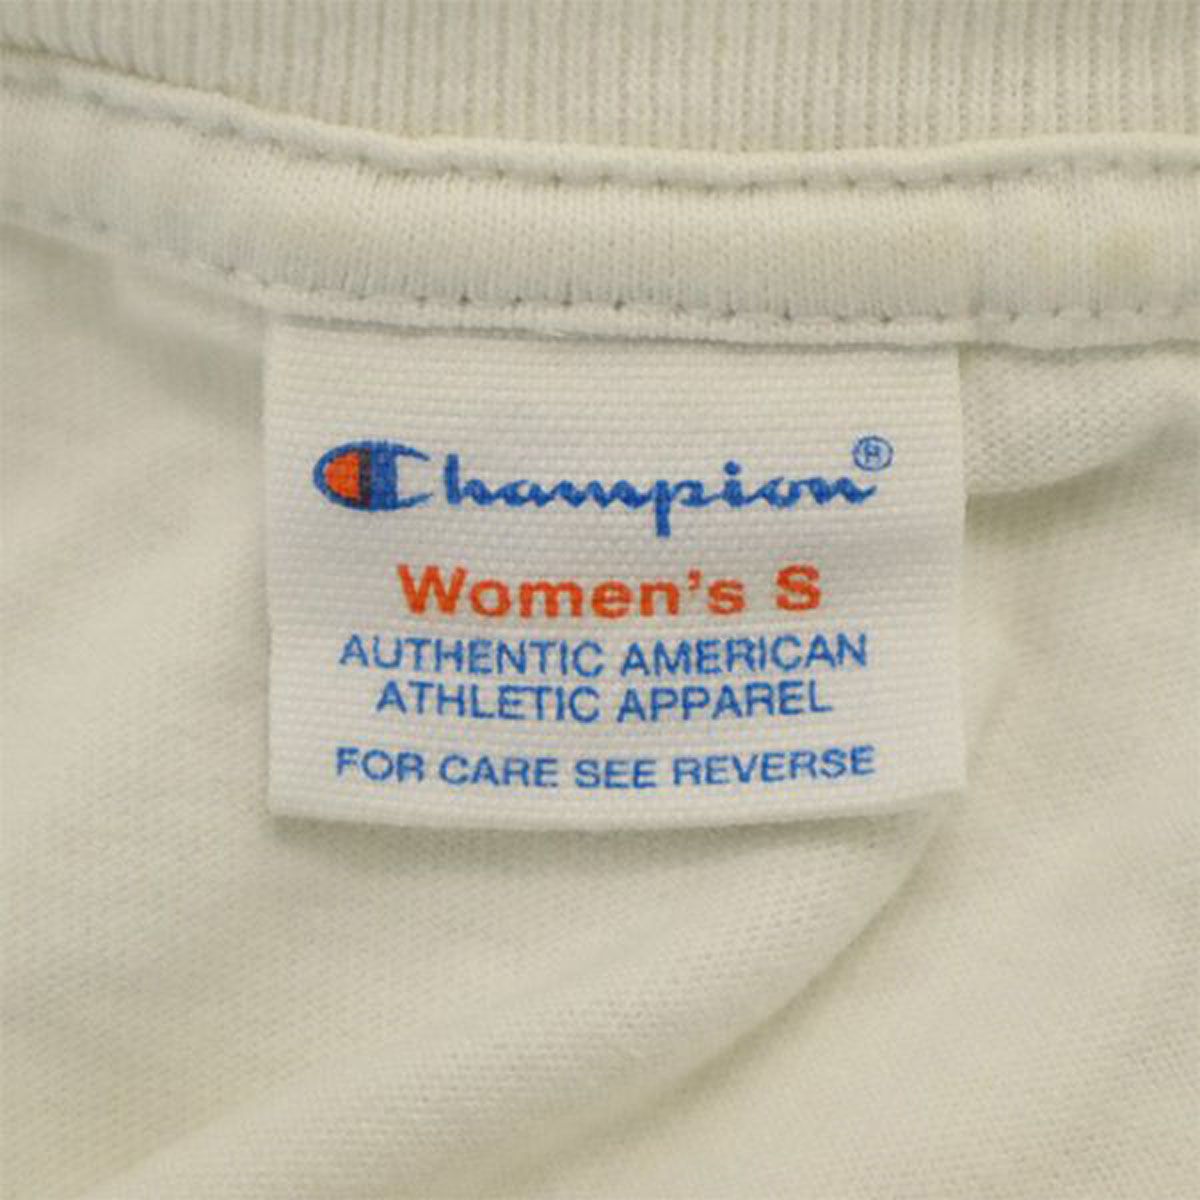 Champion®
Women's S
AUTHENTIC AMERICAN
ATHLETIC APPAREL
FOR CARE SEE REVERSE